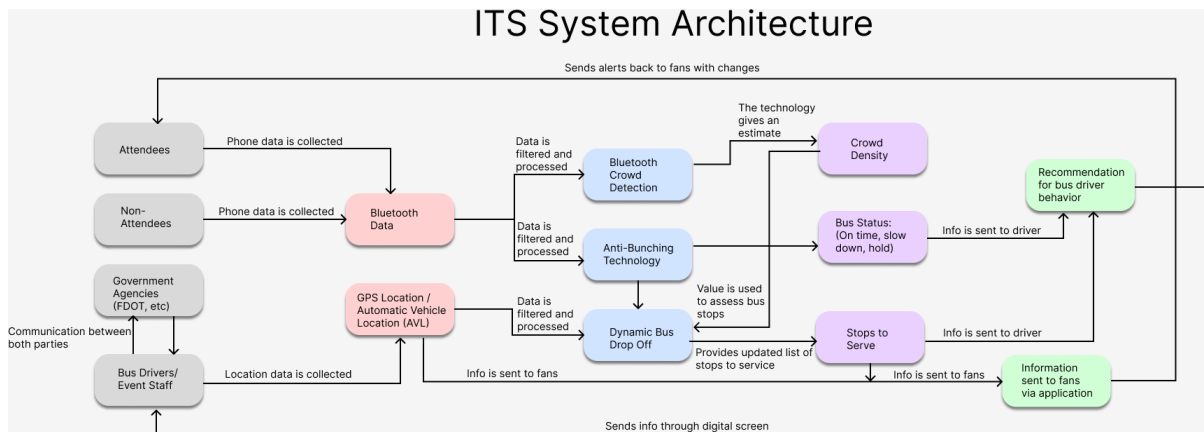 ITS System Architecture
Sends alerts back to fans with changes
The technology
gives an
estimate
Attendees
Phone data is collected
Data is
filtered and
processed
Bluetooth
Crowd
Detection
Crowd
Density
Recommendation
for bus driver
behavior
Non-
Attendees
Phone data is collected
Bluetooth
Data
Data is
filtered and
processed
Anti-Bunching
Technology
Bus Status:
(On time, slow
down, hold)
Info is sent to driver
Government
Agencies
(FDOT, etc)
GPS Location /
Automatic Vehicle
Location (AVL)
Data is
filtered and
processed
Value is used
to assess bus
stops
Dynamic Bus
Drop Off
Stops to
Serve
Info is sent to driver
Communication between
both parties
Provides updated list of
stops to service
Bus Drivers/
Event Staff
Location data is collected
Info is sent to fans
Info is sent to fans
Information
sent to fans
via application
Sends info through digital screen